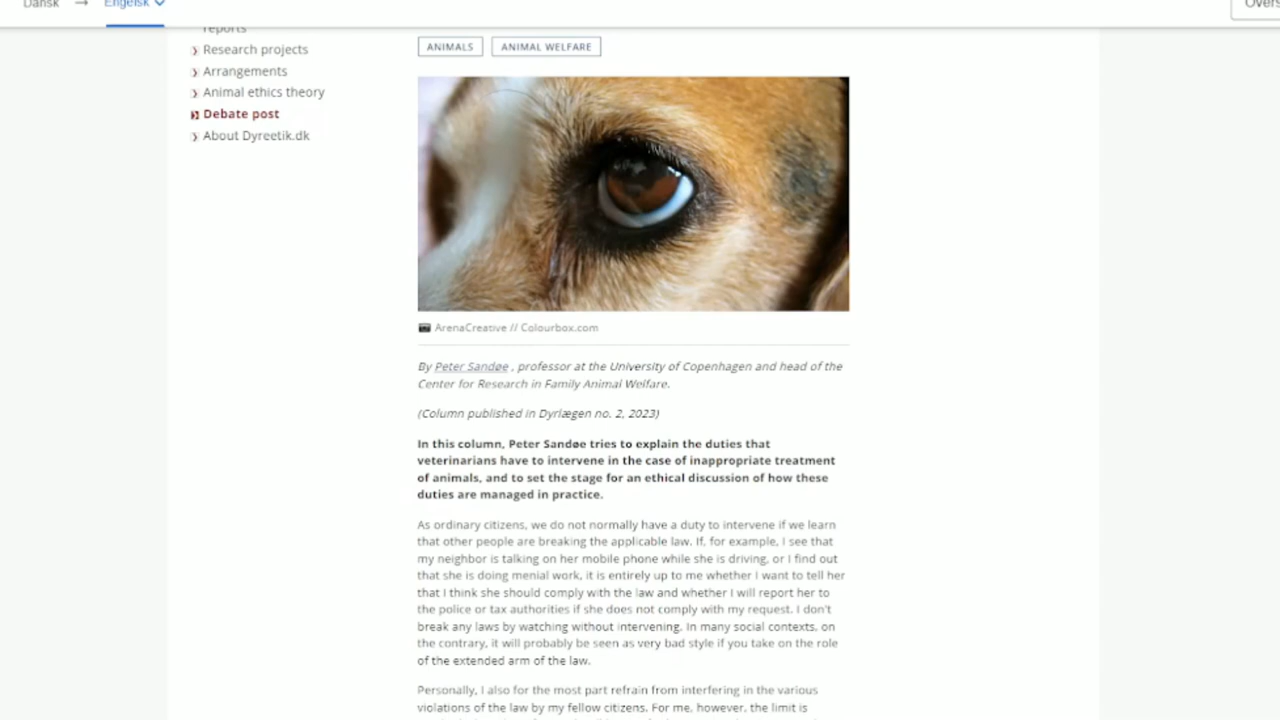 Dansk → Engelsk
Overs
reports
Research projects
Arrangements
Animal ethics theory
Debate post
About Dyreetik.dk
ANIMALS ANIMAL WELFARE
ArenaCreative // Colourbox.com
By Peter Sandøe , professor at the University of Copenhagen and head of the
Center for Research in Family Animal Welfare.
(Column published in Dyrlægen no. 2, 2023)
In this column, Peter Sandøe tries to explain the duties that
veterinarians have to intervene in the case of inappropriate treatment
of animals, and to set the stage for an ethical discussion of how these
duties are managed in practice.
As ordinary citizens, we do not normally have a duty to intervene if we learn
that other people are breaking the applicable law. If, for example, I see that
my neighbor is talking on her mobile phone while she is driving, or I find out
that she is doing menial work, it is entirely up to me whether I want to tell her
that I think she should comply with the law and whether I will report her to
the police or tax authorities if she does not comply with my request. I don't
break any laws by watching without intervening. In many social contexts, on
the contrary, it will probably be seen as very bad style if you take on the role
of the extended arm of the law.
Personally, I also for the most part refrain from interfering in the various
violations of the law by my fellow citizens. For me, however, the limit is